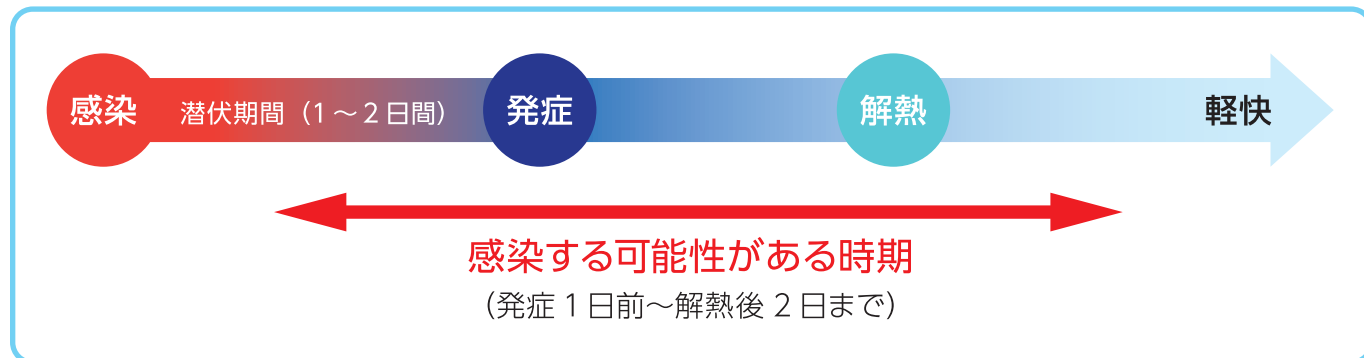 感染 潜伏期間（1～2日間） 発症 解熱 軽快
感染する可能性がある時期
（発症1日前～解熱後2日まで）